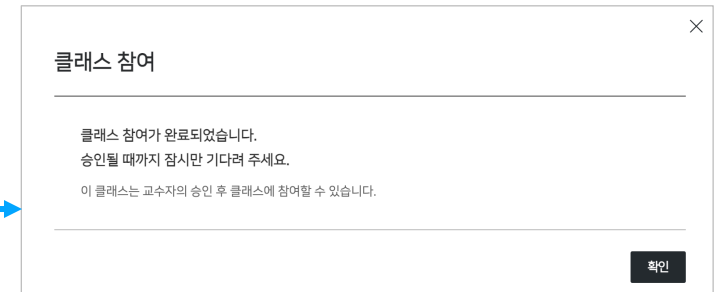 클래스 참여
클래스 참여가 완료되었습니다.
승인될 때까지 잠시만 기다려 주세요.
이 클래스는 교수자의 승인 후 클래스에 참여할 수 있습니다.
확인